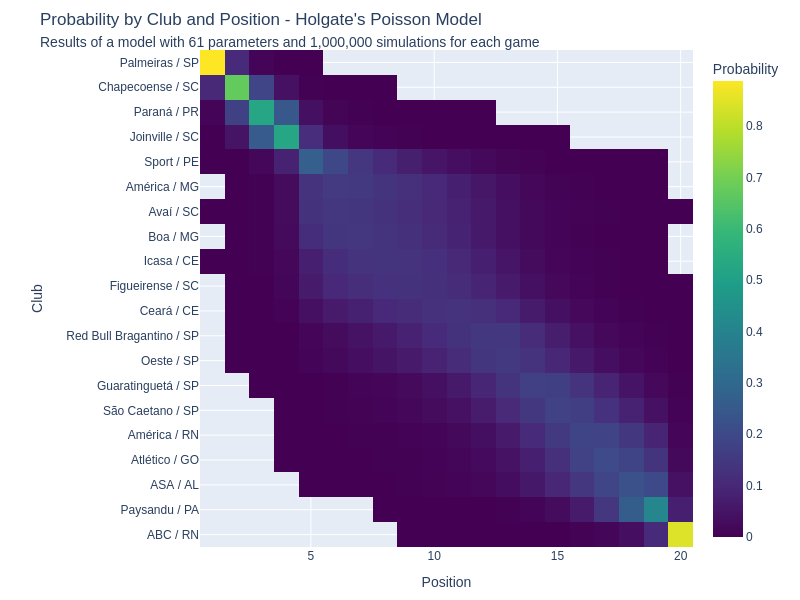 Probability by Club and Position - Holgate's Poisson Model
Results of a model with 61 parameters and 1,000,000 simulations for each game
Probability
Palmeiras / SP
Chapecoense / SC
Paraná / PR
Joinville / SC
Sport / PE
América / MG
Avaí / SC
Boa / MG
Icasa / CE
Figueirense / SC
Ceará / CE
Red Bull Bragantino / SP
Oeste / SP
Guaratinguetá / SP
São Caetano / SP
América / RN
Atlético / GO
ASA / AL
Paysandu / PA
ABC / RN
Club
5
10
15
20
Position
0.8
0.7
0.6
0.5
0.4
0.3
0.2
0.1
0